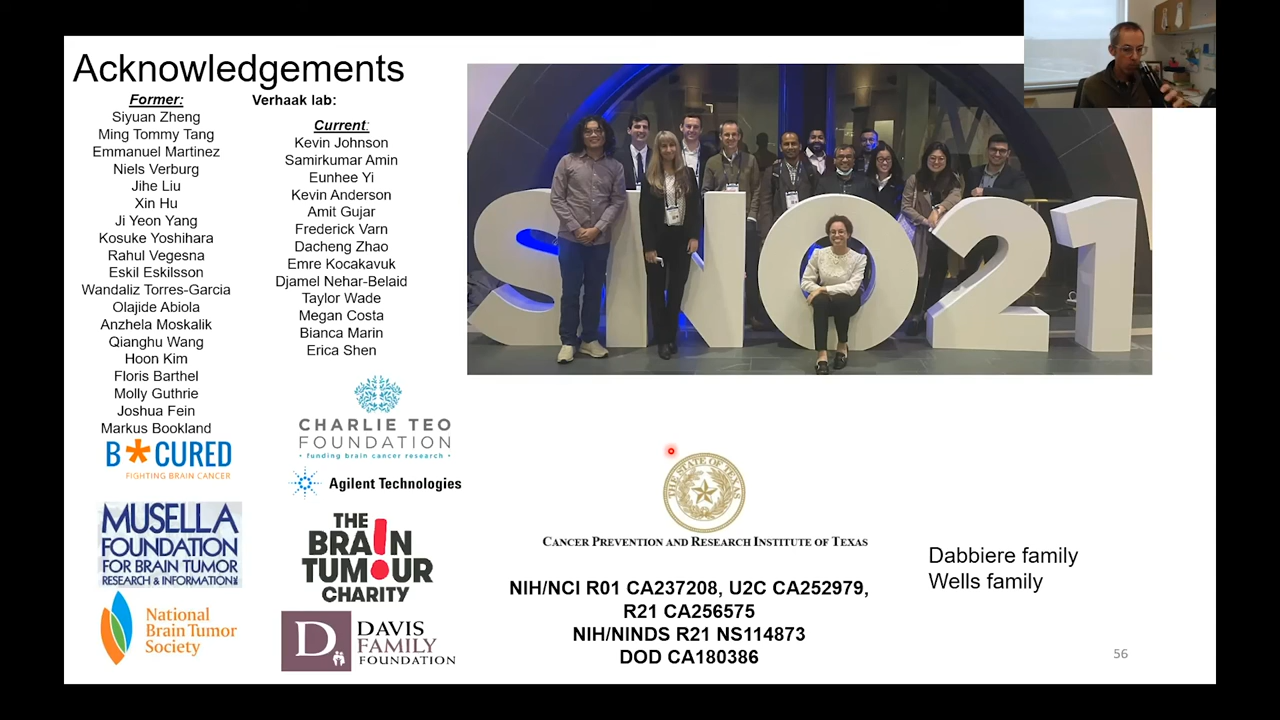 Acknowledgements
Former:
Siyuan Zheng
Ming Tommy Tang
Emmanuel Martinez
Niels Verburg
Jihe Liu
Xin Hu
Ji Yeon Yang
Kosuke Yoshihara
Rahul Vegesna
Eskil Eskilsson
Wandaliz Torres-Garcia
Olajide Abiola
Anzhela Moskalik
Qianghu Wang
Hoon Kim
Floris Barthel
Molly Guthrie
Joshua Fein
Markus Bookland
Verhaak lab:
Current:
Kevin Johnson
Samirkumar Amin
Eunhee Yi
Kevin Anderson
Amit Gujar
Frederick Varn
Dacheng Zhao
Emre Kocakavuk
Djamel Nehar-Belaid
Taylor Wade
Megan Costa
Bianca Marin
Erica Shen
SNO21
B*CURED
FIGHTING BRAIN CANCER
CHARLIE TEO
FOUNDATION
• funding brain cancer research •
Agilent Technologies
MUSELLA
FOUNDATION
FOR BRAIN TUMOR
RESEARCH & INFORMATION
THE
BRA!N
TUMOUR
CHARITY
National
Brain Tumor
Society
D
DAVIS
FAMILY
FOUNDATION
THE STATE OF TEXAS
CANCER PREVENTION AND RESEARCH INSTITUTE OF TEXAS
NIH/NCI R01 CA237208, U2C CA252979,
R21 CA256575
NIH/NINDS R21 NS114873
DOD CA180386
Dabbiere family
Wells family
56